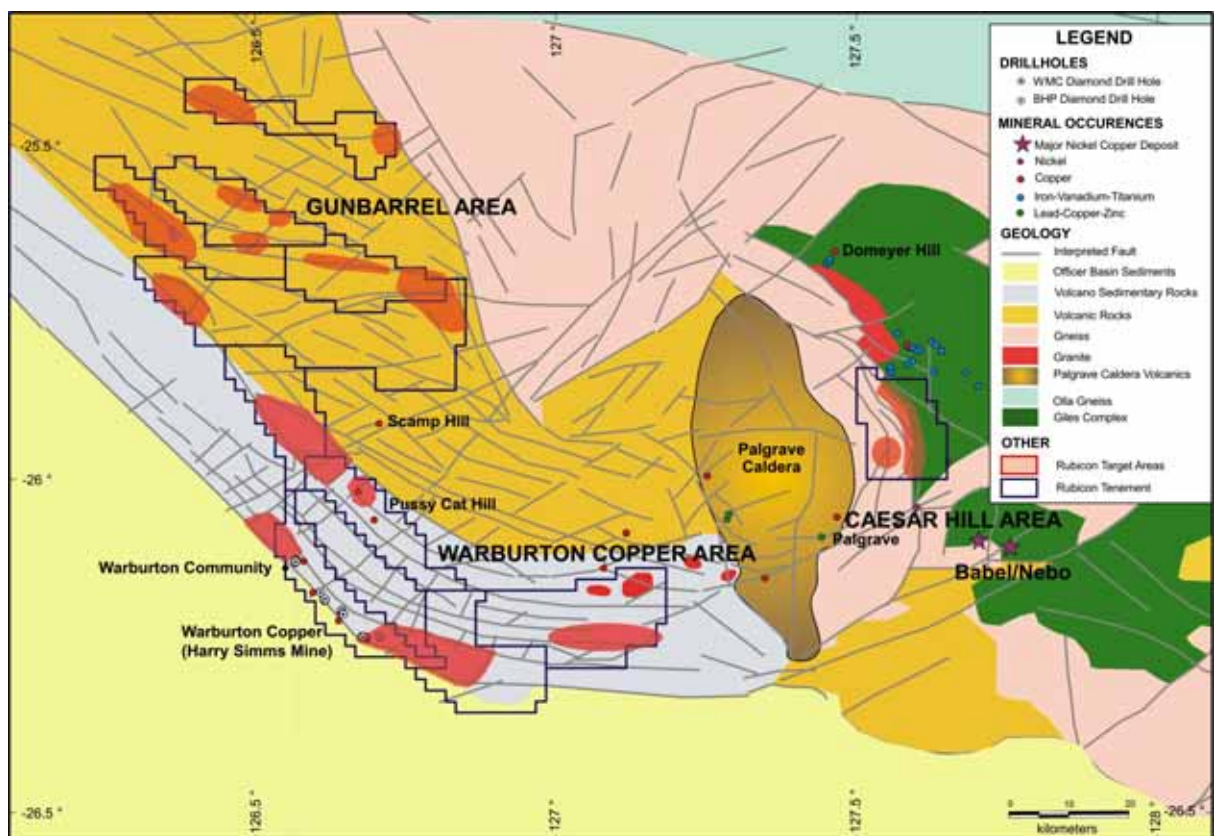 126.5 °
127 °
127.5 °
-25.5 °
GUNBARREL AREA
Domeyer Hill
Scamp Hill
-26 °
Palgrave
Caldera
Pussy Cat Hill
CAESAR HILL AREA
WARBURTON COPPER AREA
Palgrave
Babel/Nebo
Warburton Community
Warburton Copper
(Harry Simms Mine)
-26.5 °
126.5 °
127 °
127.5 °
128 °
-26.5 °
0 10 20
kilometers
LEGEND
DRILLHOLES
WMC Diamond Drill Hole
BHP Diamond Drill Hole
MINERAL OCCURENCES
Major Nickel Copper Deposit
Nickel
Copper
Iron-Vanadium-Titanium
Lead-Copper-Zinc
GEOLOGY
Interpreted Fault
Officer Basin Sediments
Volcano Sedimentary Rocks
Volcanic Rocks
Gneiss
Granite
Palgrave Caldera Volcanics
Olla Gneiss
Giles Complex
OTHER
Rubicon Target Areas
Rubicon Tenement